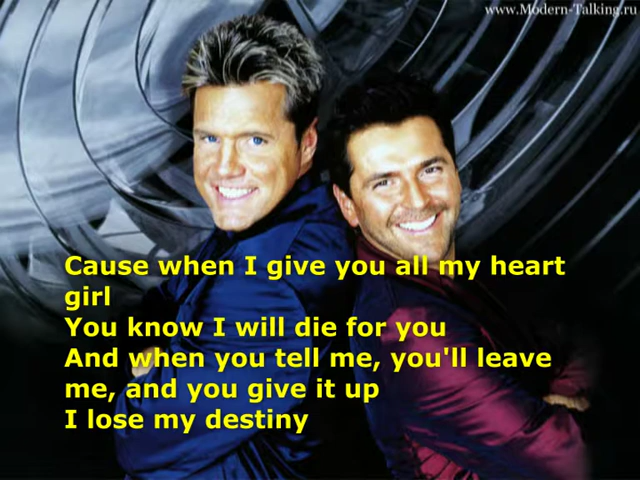 www.Modern-Talking.ru
Cause when I give you all my heart
girl
You know I will die for you
And when you tell me, you'll leave
me, and you give it up
I lose my destiny